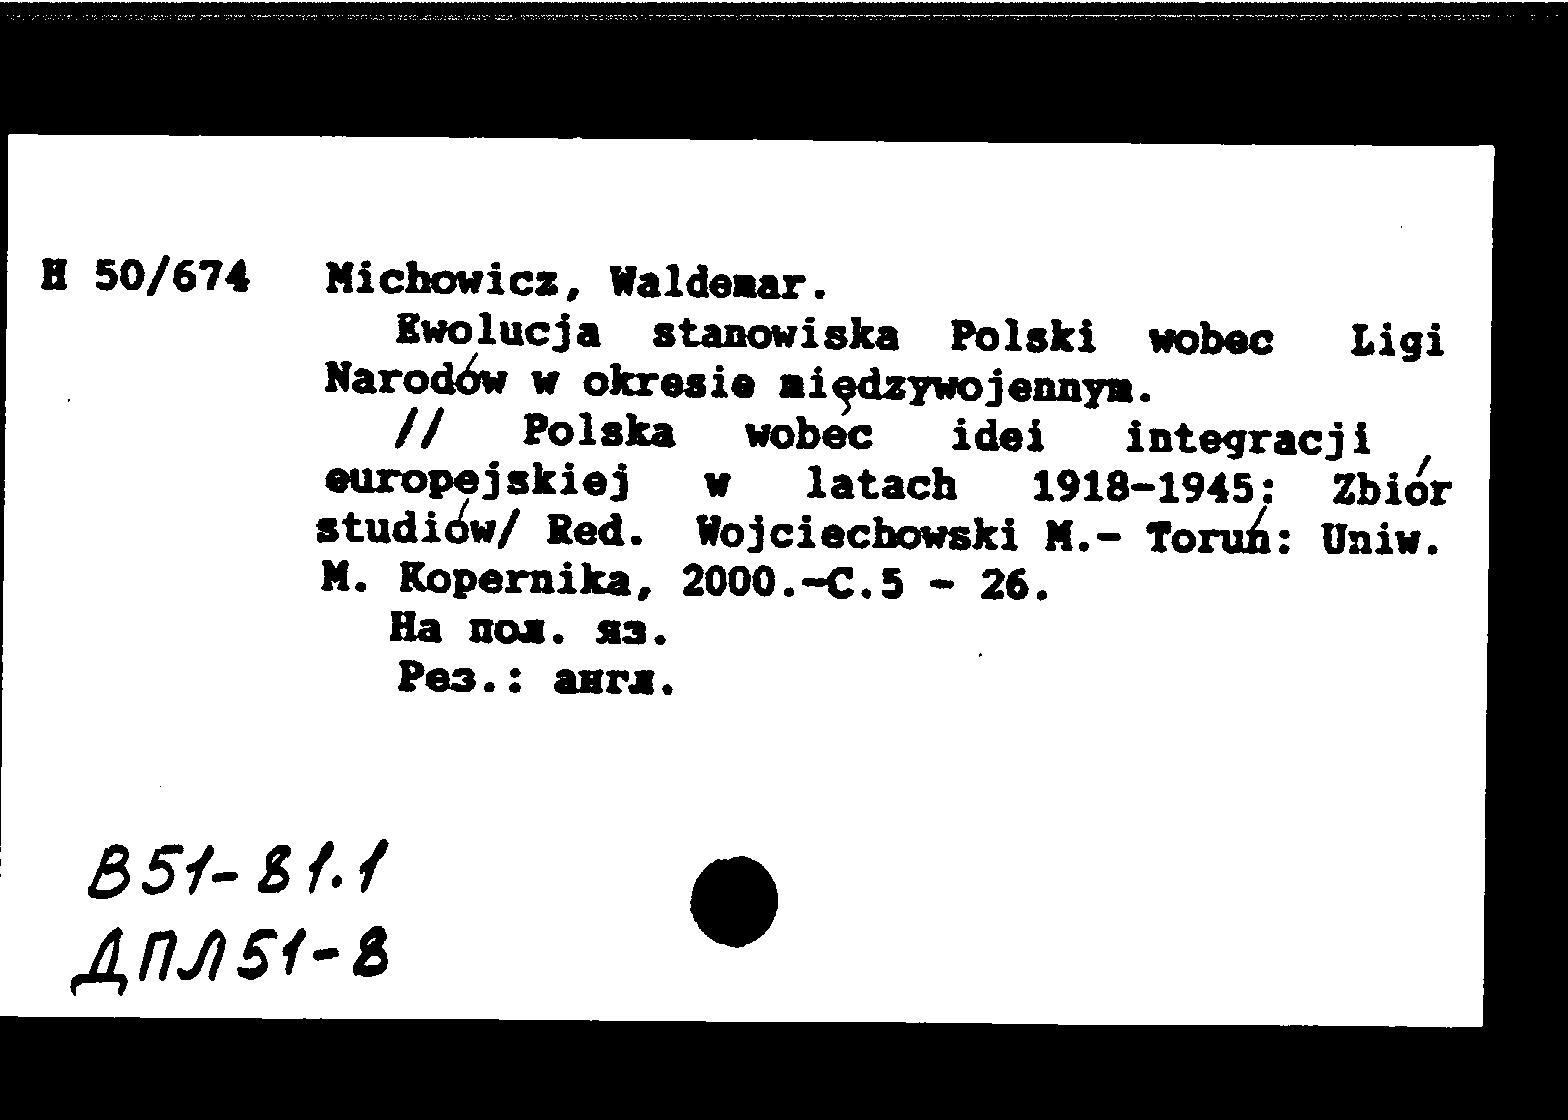 Н 50/674 Michowicz, Waldemar.
Ewolucja stanowiska Polski wobec Ligi
Narodów w okresie międzywojennym.
// Polska wobec idei integracji
europejskiej w latach 1918-1945: Zbiór
studiów/ Red. Wojciechowski M.- Toruń: Uniw.
M. Kopernika, 2000.-С.5 - 26.
На пол. яз.
Рез.: англ.
В51-81.1
ДПЛ51-8